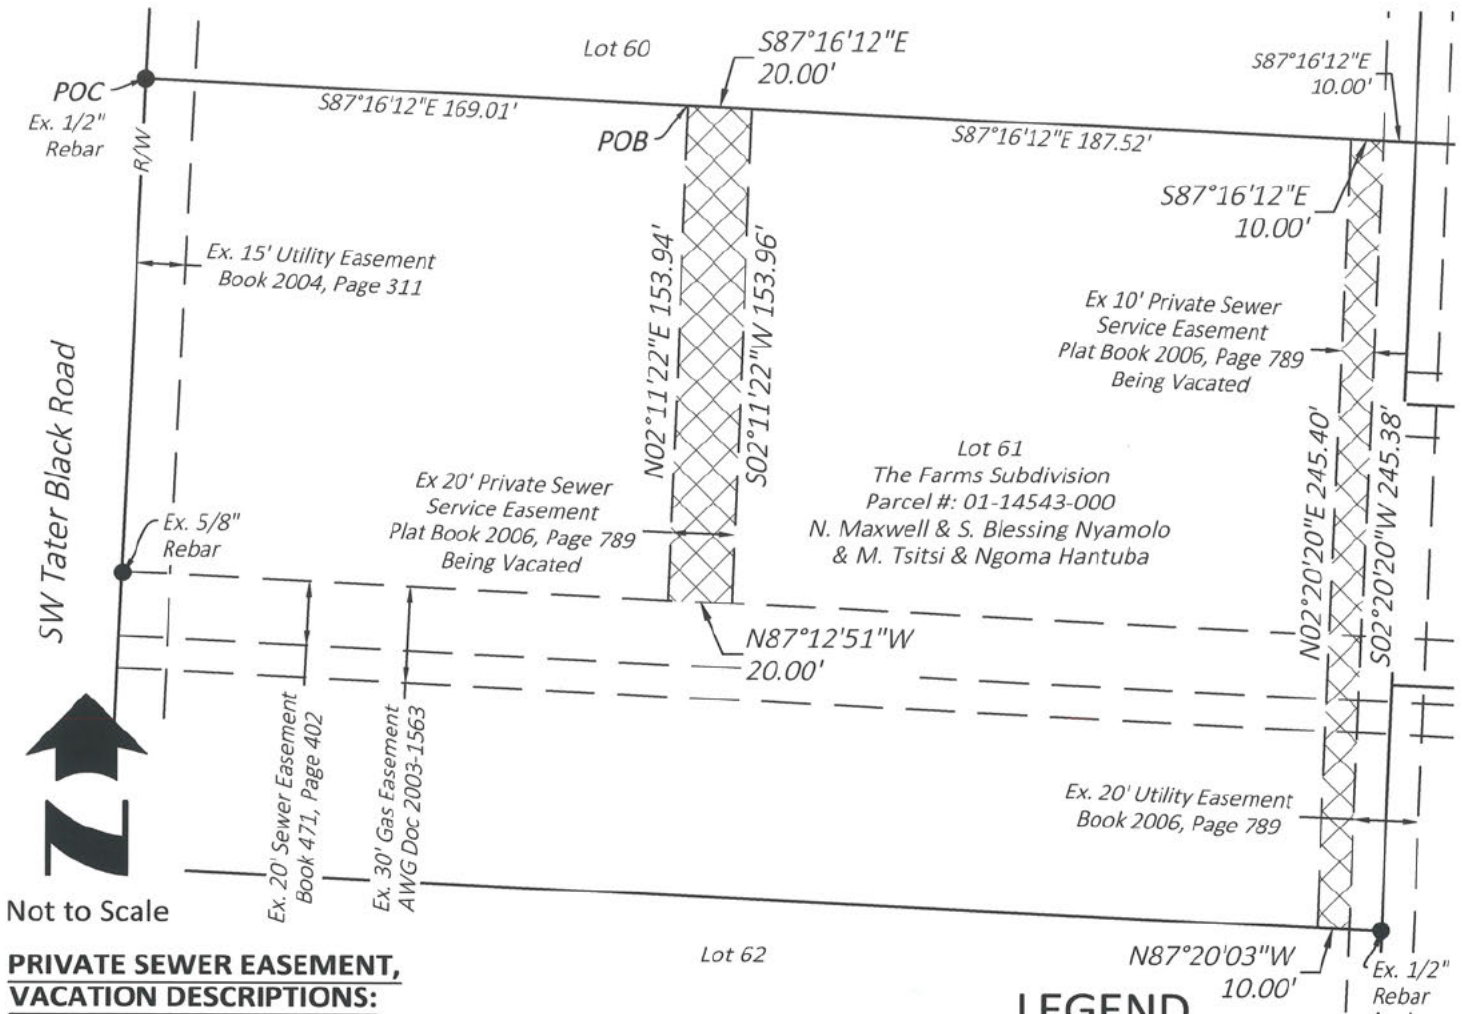 Lot 60
S87°16'12"E
20.00'
S87°16'12"E
10.00'
POC
Ex. 1/2"
Rebar
R/W
S87°16'12"E 169.01'
POB
S87°16'12"E 187.52'
S87°16'12"E
10.00'
Ex. 15' Utility Easement
Book 2004, Page 311
N02°11'22"E 153.94'
S02°11'22"W 153.96'
Ex 10' Private Sewer
Service Easement
Plat Book 2006, Page 789
Being Vacated
SW Tater Black Road
Ex 20' Private Sewer
Service Easement
Plat Book 2006, Page 789
Being Vacated
Lot 61
The Farms Subdivision
Parcel #: 01-14543-000
N. Maxwell & S. Blessing Nyamolo
& M. Tsitsi & Ngoma Hantuba
N02°20'20"E 245.40'
S02°20'20"W 245.38'
Ex. 5/8"
Rebar
N87°12'51"W
20.00'
Ex. 20' Sewer Easement
Book 471, Page 402
Ex. 30' Gas Easement
AWG Doc 2003-1563
Ex. 20' Utility Easement
Book 2006, Page 789
N
Not to Scale
Lot 62
N87°20'03"W
10.00'
Ex. 1/2"
Rebar
PRIVATE SEWER EASEMENT,
VACATION DESCRIPTIONS:
LEGEND